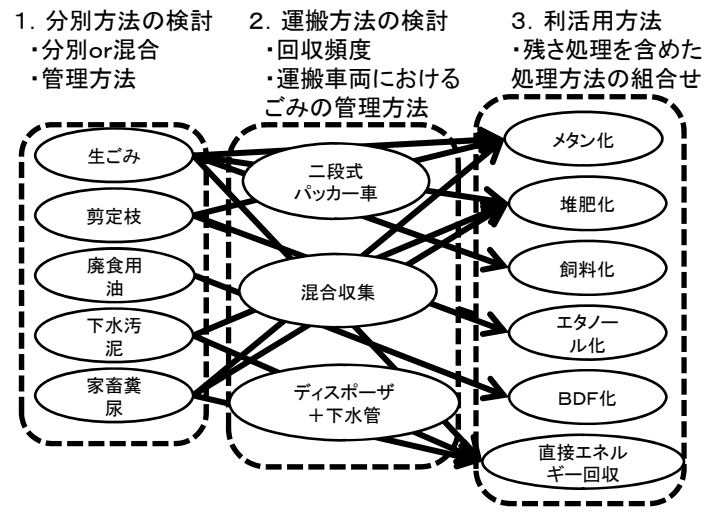 1．分別方法の検討
・分別or混合
・管理方法
2．運搬方法の検討
・回収頻度
・運搬車両における
ごみの管理方法
3．利活用方法
・残さ処理を含めた
処理方法の組合せ
生ごみ
剪定枝
廃食用
油
下水汚
泥
家畜糞
尿
二段式
パッカー車
混合収集
ディスポーザ
＋下水管
メタン化
堆肥化
飼料化
エタノー
ル化
BDF化
直接エネル
ギー回収